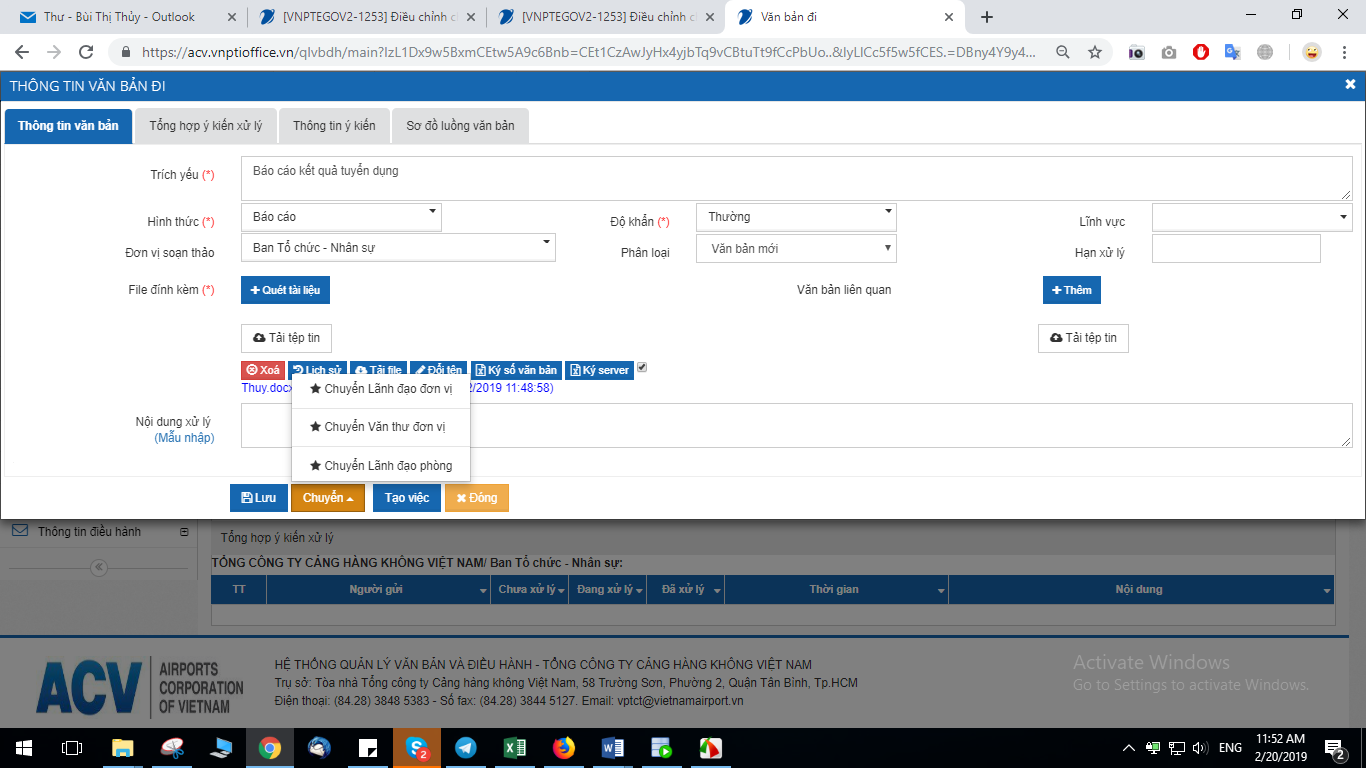 Thư - Bùi Thị Thủy - Outlook
[VNPTEGOV2-1253] Điều chỉnh c
[VNPTEGOV2-1253] Điều chỉnh c
Văn bản đi
THÔNG TIN VĂN BẢN ĐI
Thông tin văn bản Tổng hợp ý kiến xử lý Thông tin ý kiến Sơ đồ luồng văn bản
Trích yếu (*) Báo cáo kết quả tuyển dụng
Hình thức (*) Báo cáo Độ khẩn (*) Thường Lĩnh vực
Đơn vị soạn thảo Ban Tổ chức - Nhân sự Phân loại Văn bản mới Hạn xử lý
File đính kèm (*) Quét tài liệu Văn bản liên quan Thêm
Tải tệp tin Tải tệp tin
Xoá Lịch sử Tải file Đổi tên Ký số văn bản Ký server
Thuy.docx /2019 11:48:58)
Chuyển Lãnh đạo đơn vị
Nội dung xử lý
(Mẫu nhập)
Chuyển Văn thư đơn vị
Chuyển Lãnh đạo phòng
Lưu Chuyển Tạo việc Đóng
Thông tin điều hành
Tổng hợp ý kiến xử lý
TỔNG CÔNG TY CẢNG HÀNG KHÔNG VIỆT NAM/ Ban Tổ chức - Nhân sự:
TT Người gửi Chưa xử lý Đang xử lý Đã xử lý Thời gian Nội dung
ACV AIRPORTS
CORPORATION
OF VIETNAM
HỆ THỐNG QUẢN LÝ VĂN BẢN VÀ ĐIỀU HÀNH - TỔNG CÔNG TY CẢNG HÀNG KHÔNG VIỆT NAM
Trụ sở: Tòa nhà Tổng công ty Cảng hàng không Việt Nam, 58 Trường Sơn, Phường 2, Quận Tân Bình, Tp.HCM
Điện thoại: (84.28) 3848 5383 - Số fax: (84.28) 3844 5127. Email: vptct@vietnamairport.vn
Activate Windows
Go to Settings to activate Windows.
2
ENG
11:52 AM
2/20/2019
2